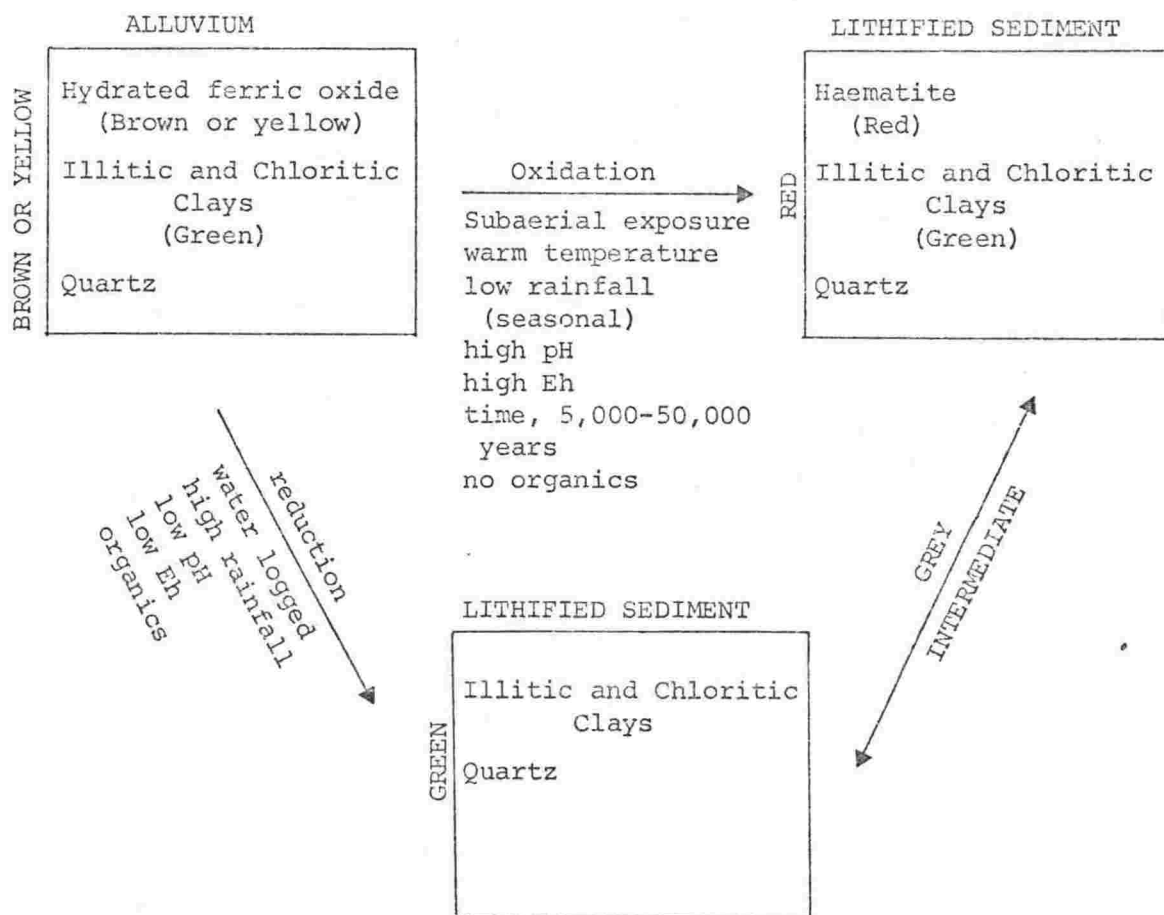 ALLUVIUM
BROWN OR YELLOW
Hydrated ferric oxide
(Brown or yellow)
Illitic and Chloritic
Clays
(Green)
Quartz
Oxidation
Subaerial exposure
warm temperature
low rainfall
(seasonal)
high pH
high Eh
time, 5,000-50,000
years
no organics
LITHIFIED SEDIMENT
RED
Haematite
(Red)
Illitic and Chloritic
Clays
(Green)
Quartz
reduction
water logged
high rainfall
low pH
low Eh
organics
LITHIFIED SEDIMENT
GREEN
Illitic and Chloritic
Clays
Quartz
GREY
INTERMEDIATE